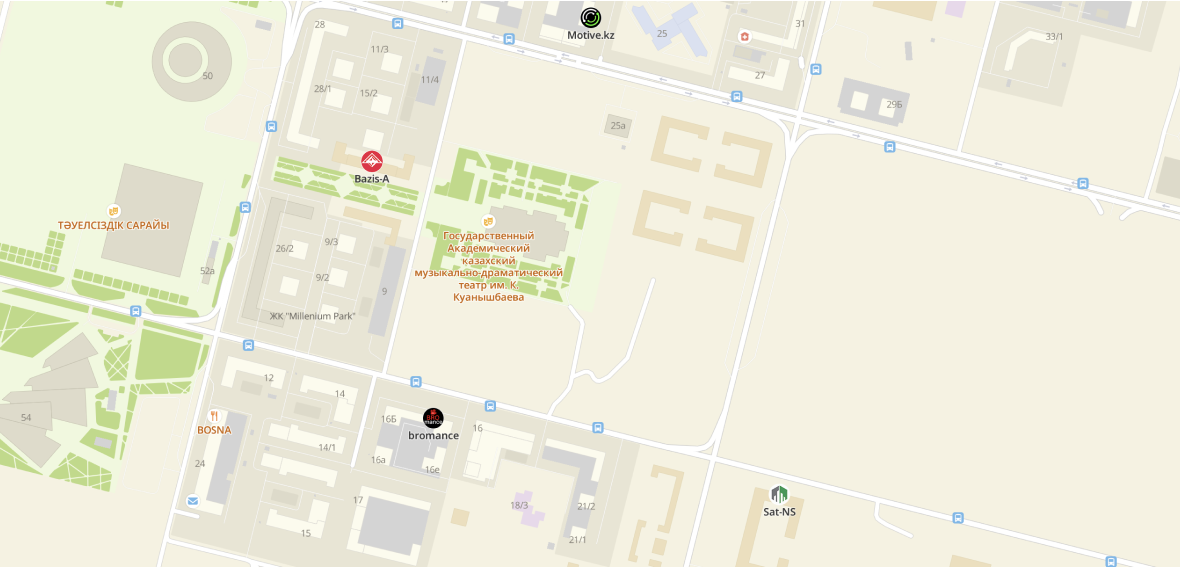 28
Motive.kz
25
31
33/1
11/3
50
11/4
27
28/1
15/2
29Б
25а
Bazis-A
ТӘУЕЛСІЗДІК САРАЙЫ
Государственный
Академический
казахский
музыкально-драматический
театр им. К.
Куанышбаева
26/2
9/3
52а
9/2
9
ЖК "Millenium Park"
12
14
54
BOSNA
16Б
bromance
16
14/1
16а
16е
24
17
18/3
21/2
Sat-NS
15
21/1